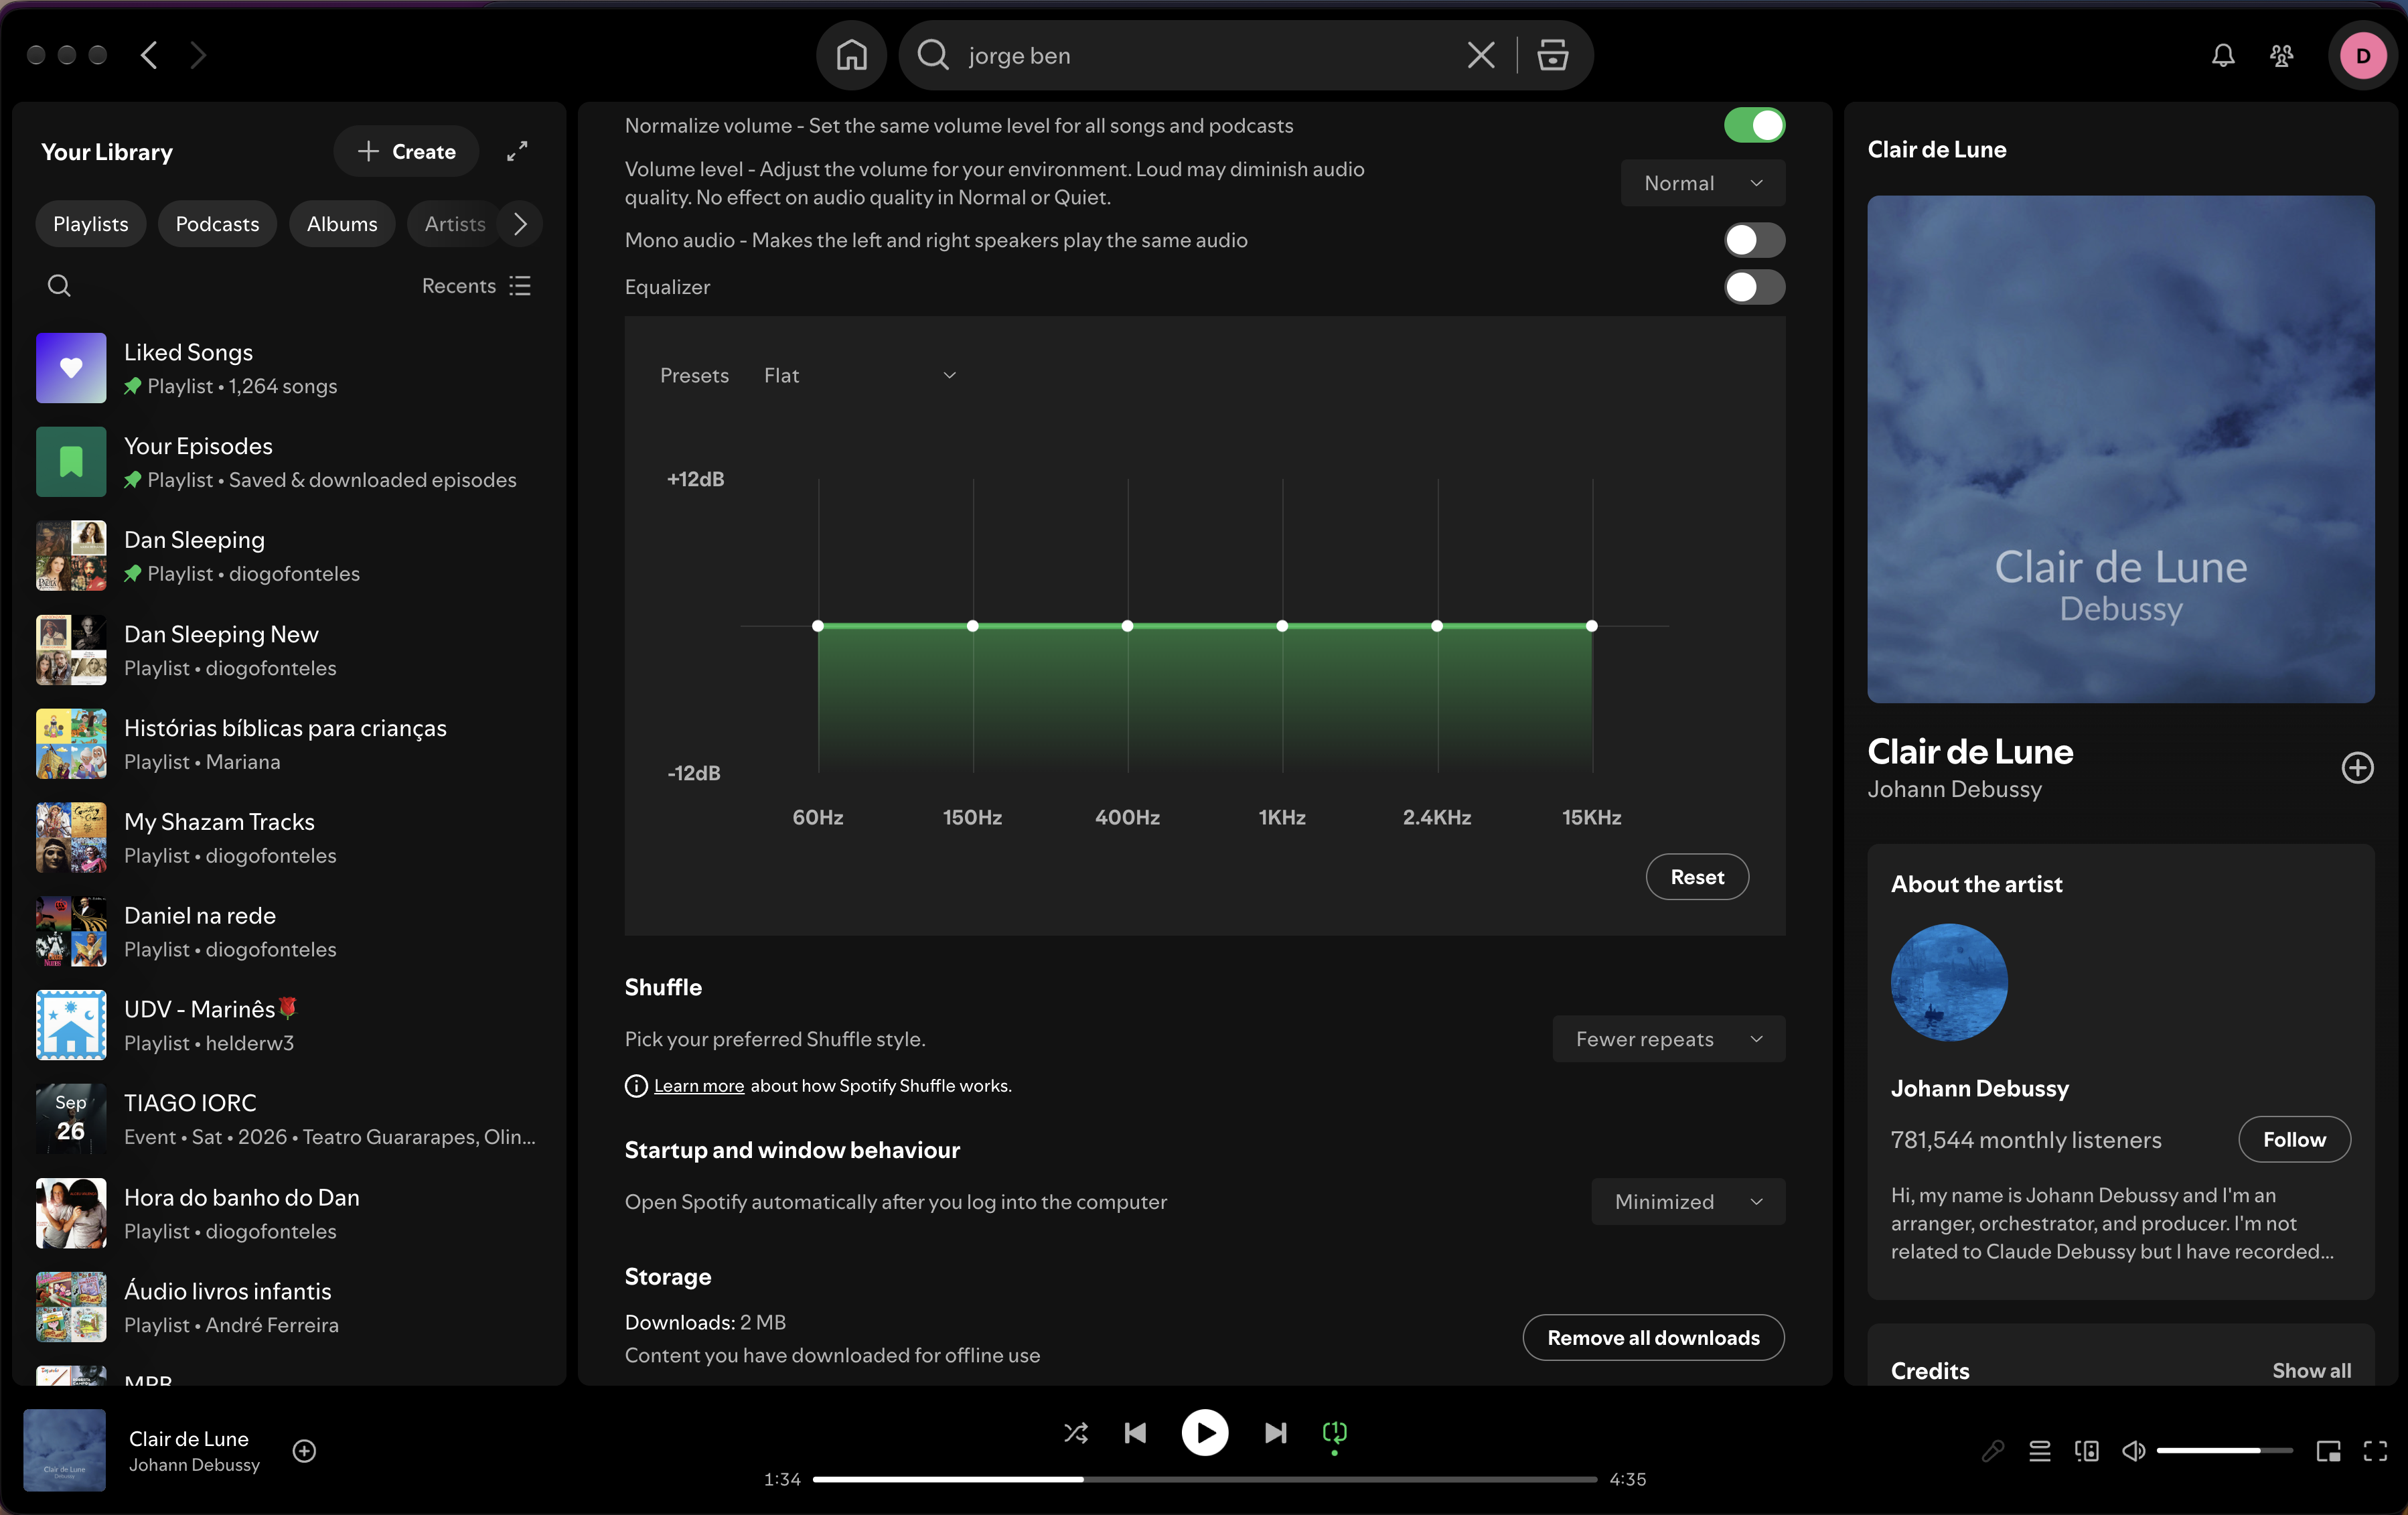 jorge ben
D
Your Library
Create
Playlists
Podcasts
Albums
Artists
Recents
Liked Songs
Playlist • 1,264 songs
Your Episodes
Playlist • Saved & downloaded episodes
Dan Sleeping
Playlist • diogofonteles
Dan Sleeping New
Playlist • diogofonteles
Histórias bíblicas para crianças
Playlist • Mariana
My Shazam Tracks
Playlist • diogofonteles
Daniel na rede
Playlist • diogofonteles
UDV - Marinês🌹
Playlist • helderw3
Sep
26
TIAGO IORC
Event • Sat • 2026 • Teatro Guararapes, Olin...
Hora do banho do Dan
Playlist • diogofonteles
Áudio livros infantis
Playlist • André Ferreira
MPB
Normalize volume - Set the same volume level for all songs and podcasts
Volume level - Adjust the volume for your environment. Loud may diminish audio
quality. No effect on audio quality in Normal or Quiet.
Normal
Mono audio - Makes the left and right speakers play the same audio
Equalizer
Presets
Flat
+12dB
-12dB
60Hz
150Hz
400Hz
1KHz
2.4KHz
15KHz
Reset
Shuffle
Pick your preferred Shuffle style.
Fewer repeats
Learn more about how Spotify Shuffle works.
Startup and window behaviour
Open Spotify automatically after you log into the computer
Minimized
Storage
Downloads: 2 MB
Content you have downloaded for offline use
Remove all downloads
Clair de Lune
Clair de Lune
Debussy
Clair de Lune
Johann Debussy
About the artist
Johann Debussy
781,544 monthly listeners
Follow
Hi, my name is Johann Debussy and I'm an
arranger, orchestrator, and producer. I'm not
related to Claude Debussy but I have recorded...
Credits
Show all
Clair de Lune
Clair de Lune
Johann Debussy
1:34
4:35